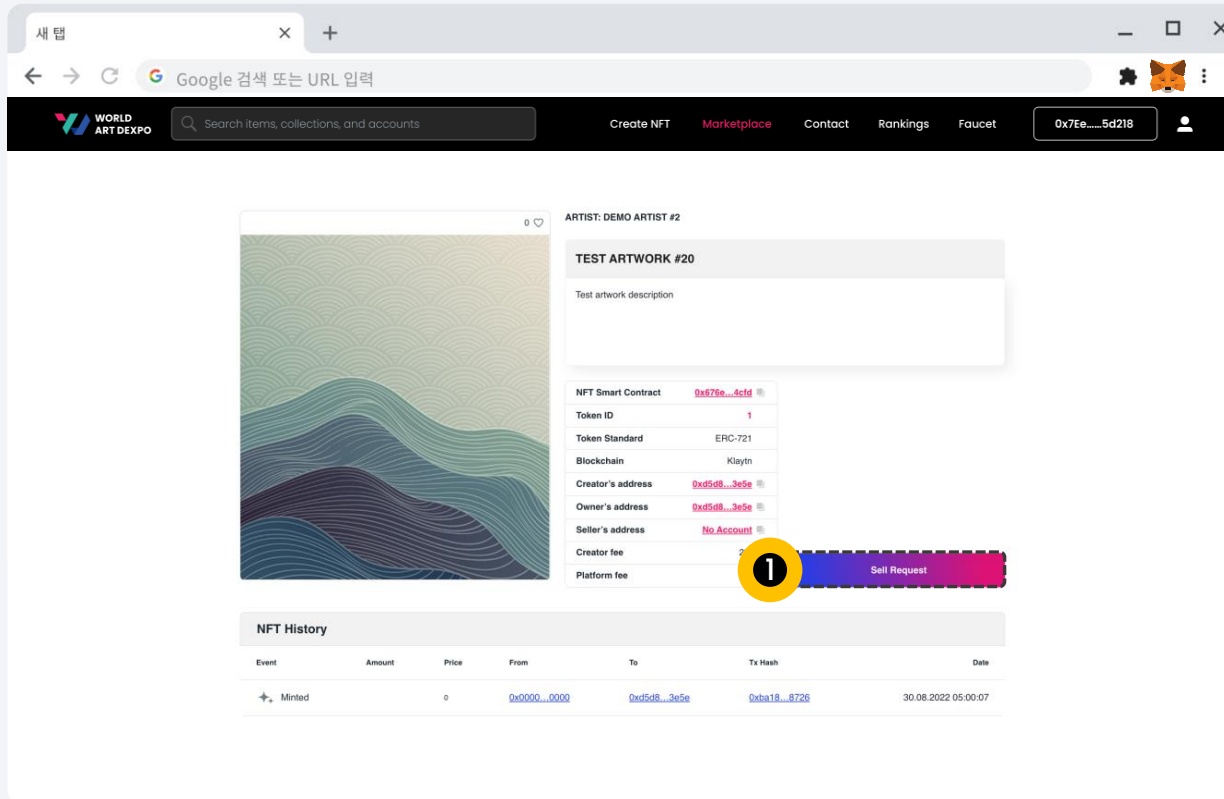 새 탭
Google 검색 또는 URL 입력
WORLD
ART DEXPO
Search items, collections, and accounts
Create NFT
Marketplace
Contact
Rankings
Faucet
0x7Ee......5d218
0
ARTIST: DEMO ARTIST #2
TEST ARTWORK #20
Test artwork description
NFT Smart Contract 0x676e...4cfd
Token ID 1
Token Standard ERC-721
Blockchain Klaytn
Creator's address 0xd5d8...3e5e
Owner's address 0xd5d8...3e5e
Seller's address No Account
Creator fee
Platform fee
1
Sell Request
NFT History
Event Amount Price From To Tx Hash Date
Minted 0 0x0000...0000 0xd5d8...3e5e 0xba18...8726 30.08.2022 05:00:07